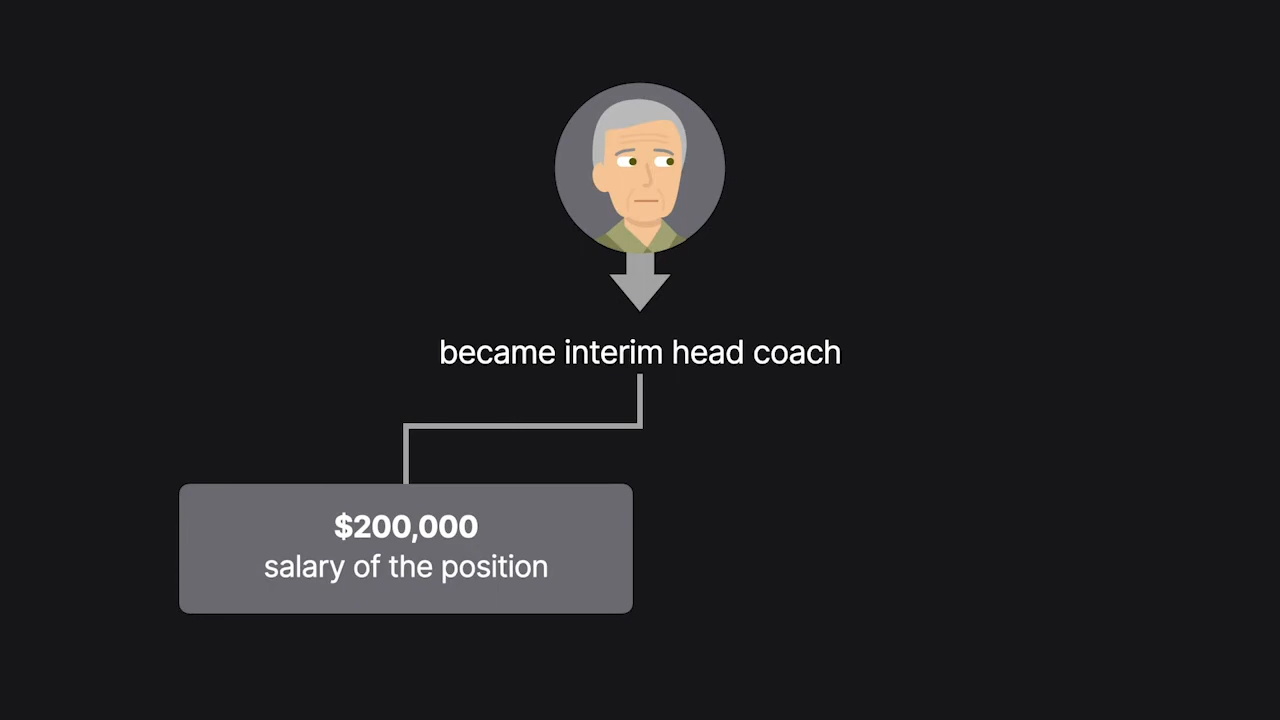 became interim head coach
$200,000
salary of the position